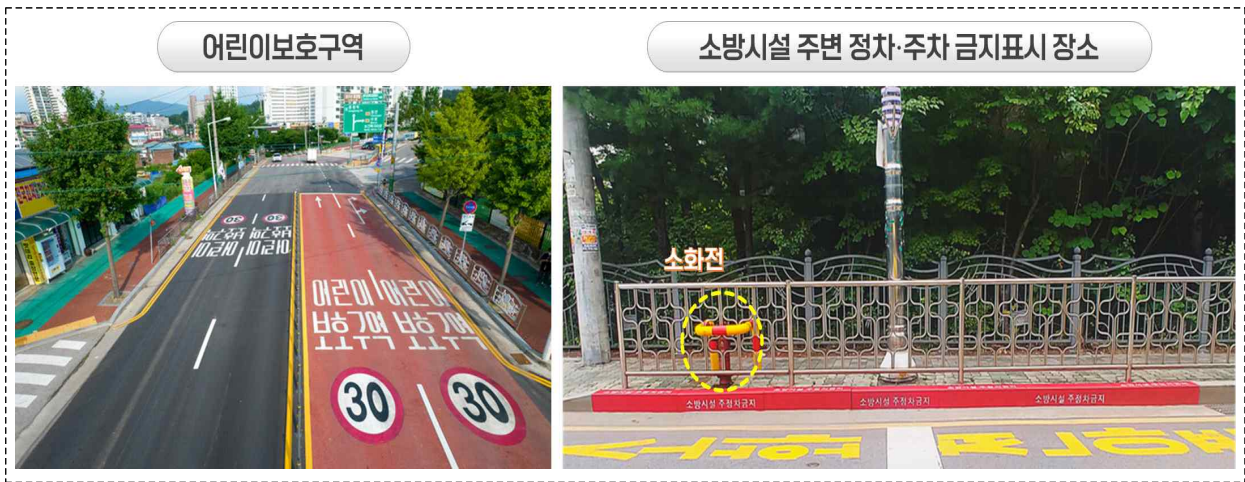 어린이보호구역
소방시설 주변 정차·주차 금지표시 장소
어린이 어린이
보호구역 보호구역
30 30
소화전
소방시설 주정차금지
소방시설 주정차금지
소방시설 주정차금지